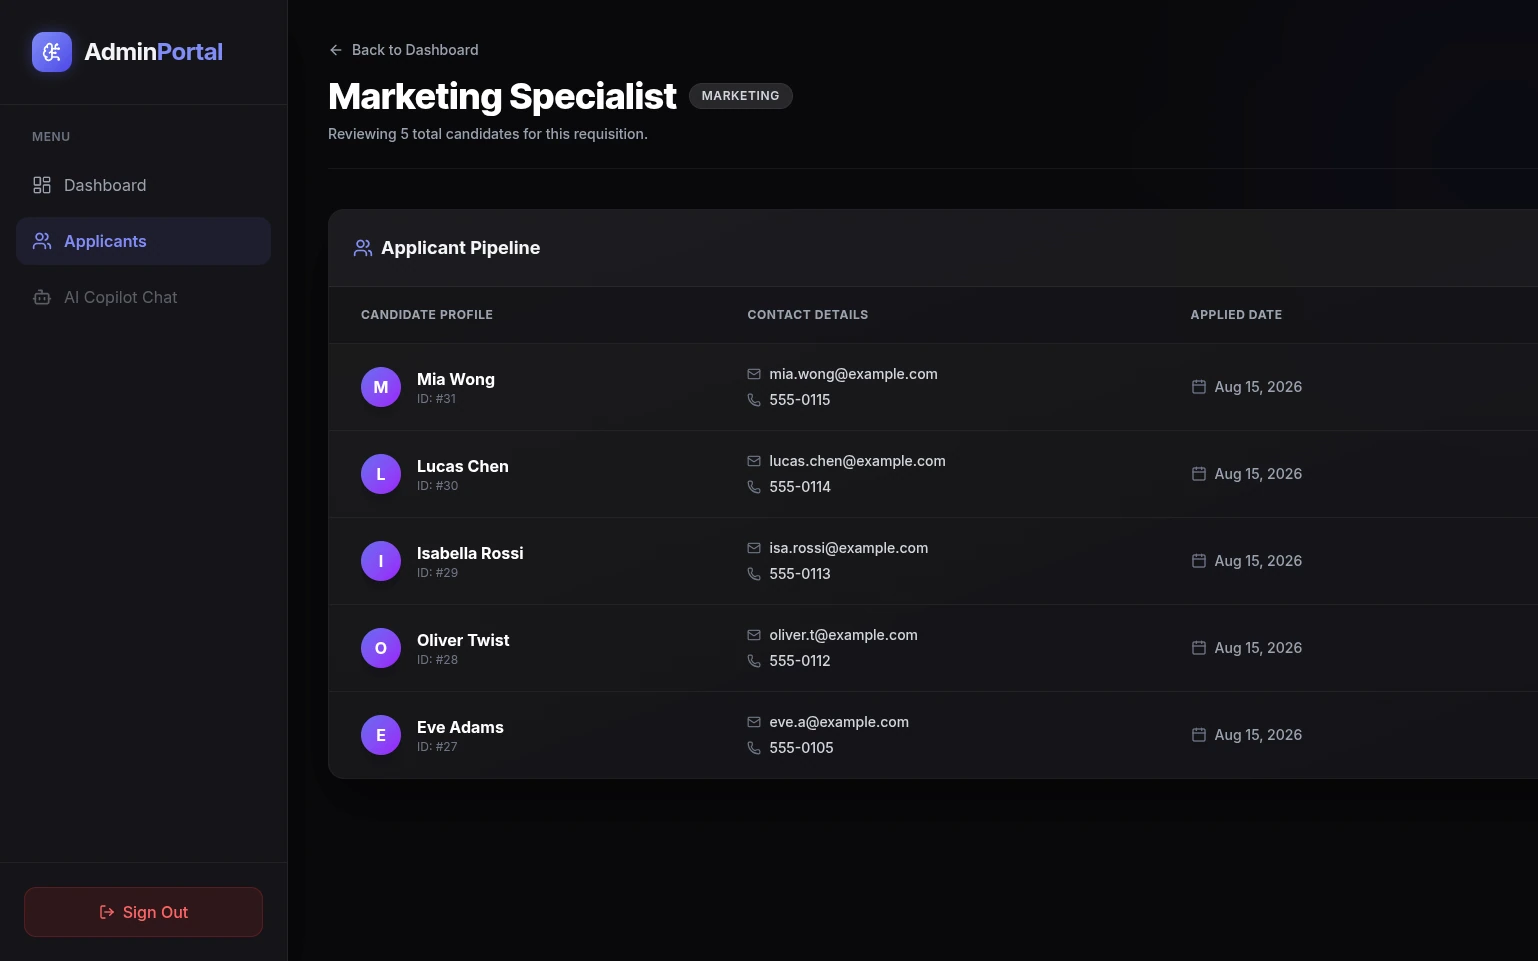 AdminPortal
MENU
Dashboard
Applicants
AI Copilot Chat
Sign Out
Back to Dashboard
Marketing Specialist MARKETING
Reviewing 5 total candidates for this requisition.
Applicant Pipeline
CANDIDATE PROFILE CONTACT DETAILS APPLIED DATE
M Mia Wong
ID: #31
mia.wong@example.com
555-0115
Aug 15, 2026
L Lucas Chen
ID: #30
lucas.chen@example.com
555-0114
Aug 15, 2026
I Isabella Rossi
ID: #29
isa.rossi@example.com
555-0113
Aug 15, 2026
O Oliver Twist
ID: #28
oliver.t@example.com
555-0112
Aug 15, 2026
E Eve Adams
ID: #27
eve.a@example.com
555-0105
Aug 15, 2026